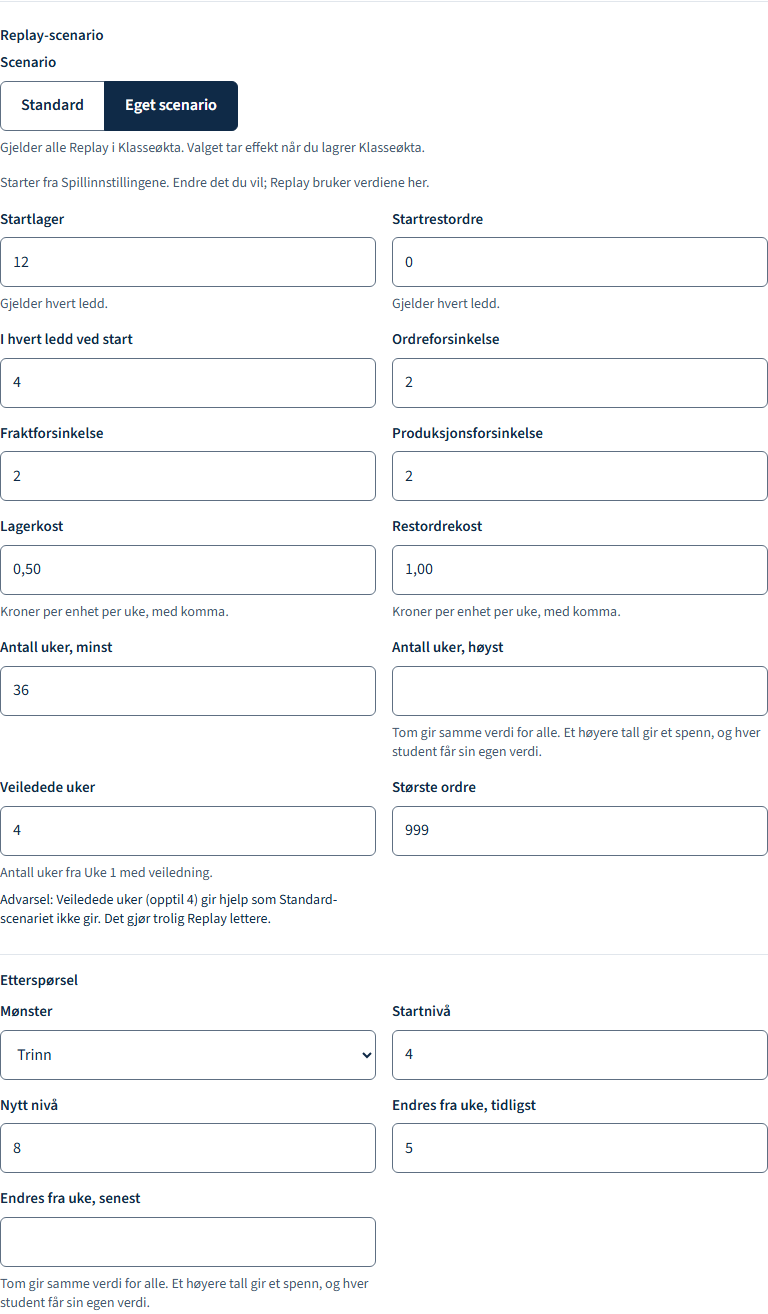 Replay-scenario
Scenario
Standard
Eget scenario
Gjelder alle Replay i Klasseøkta. Valget tar effekt når du lagrer Klasseøkta.
Starter fra Spillinnstillingene. Endre det du vil; Replay bruker verdiene her.
Startlager
Startrestordre
12
0
Gjelder hvert ledd.
Gjelder hvert ledd.
I hvert ledd ved start
Ordreforsinkelse
4
2
Fraktforsinkelse
Produksjonsforsinkelse
2
2
Lagerkost
Restordrekost
0,50
1,00
Kroner per enhet per uke, med komma.
Kroner per enhet per uke, med komma.
Antall uker, minst
Antall uker, høyst
36
Tom gir samme verdi for alle. Et høyere tall gir et spenn, og hver
student får sin egen verdi.
Veiledede uker
Største ordre
4
999
Antall uker fra Uke 1 med veiledning.
Advarsel: Veiledede uker (opptil 4) gir hjelp som Standard-
scenariet ikke gir. Det gjør trolig Replay lettere.
Etterspørsel
Mønster
Startnivå
Trinn
4
Nytt nivå
Endres fra uke, tidligst
8
5
Endres fra uke, senest
Tom gir samme verdi for alle. Et høyere tall gir et spenn, og hver
student får sin egen verdi.